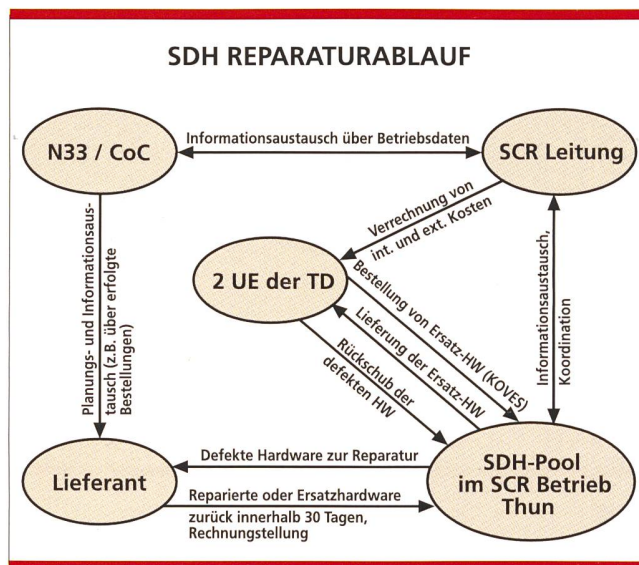 SDH REPARATURABLAUF
N33 / CoC
Informationsaustausch über Betriebsdaten
SCR Leitung
Verrechnung von
int. und ext. Kosten
2 UE der TD
Bestellung von Ersatz-HW (KOVES)
Lieferung der Ersatz-HW
Rückschub der
defekten HW
Planungs- und Informationsaus-
tausch (z.B. über erfolgte
Bestellungen)
Informationsaustausch,
Koordination
Lieferant
Defekte Hardware zur Reparatur
Reparierte oder Ersatzhardware
zurück innerhalb 30 Tagen,
Rechnungstellung
SDH-Pool
im SCR Betrieb
Thun